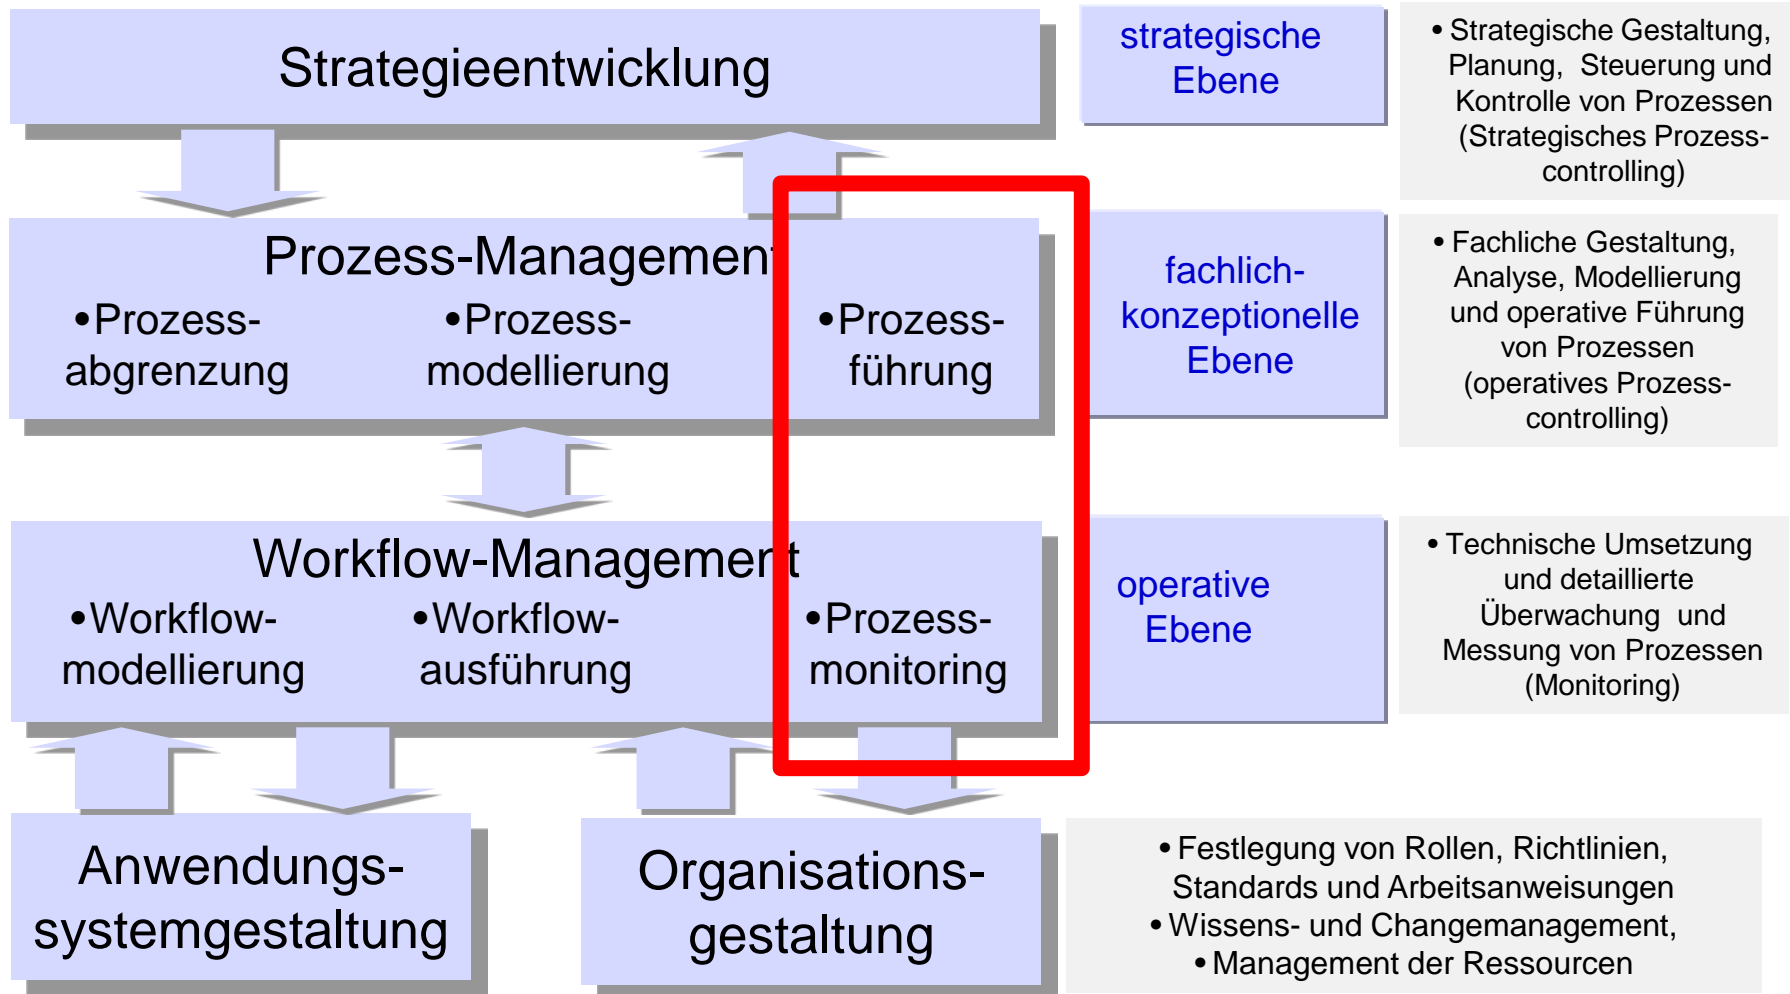 Strategieentwicklung
strategische
Ebene
• Strategische Gestaltung,
Planung, Steuerung und
Kontrolle von Prozessen
(Strategisches Prozess-
controlling)
Prozess-Management
•Prozess-
abgrenzung
•Prozess-
modellierung
•Prozess-
führung
fachlich-
konzeptionelle
Ebene
• Fachliche Gestaltung,
Analyse, Modellierung
und operative Führung
von Prozessen
(operatives Prozess-
controlling)
Workflow-Management
•Workflow-
modellierung
•Workflow-
ausführung
•Prozess-
monitoring
operative
Ebene
• Technische Umsetzung
und detaillierte
Überwachung und
Messung von Prozessen
(Monitoring)
Anwendungs-
systemgestaltung
Organisations-
gestaltung
• Festlegung von Rollen, Richtlinien,
Standards und Arbeitsanweisungen
• Wissens- und Changemanagement,
• Management der Ressourcen